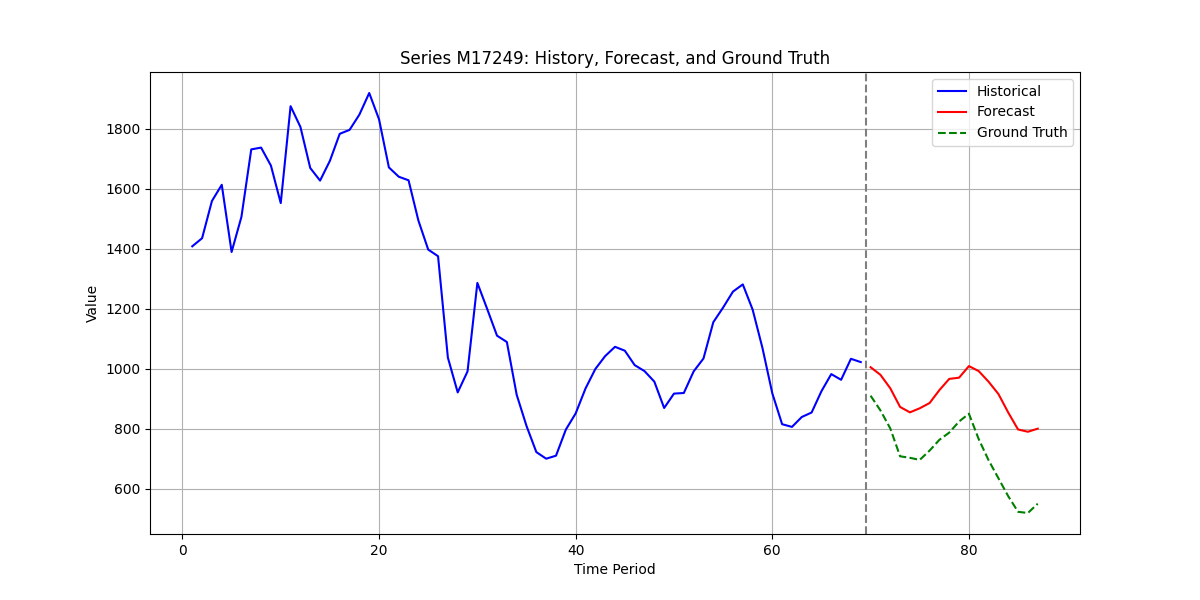 Series M17249: History, Forecast, and Ground Truth
Historical
Forecast
Ground Truth
1800
1600
1400
1200
1000
800
600
Value
0 20 40 60 80
Time Period